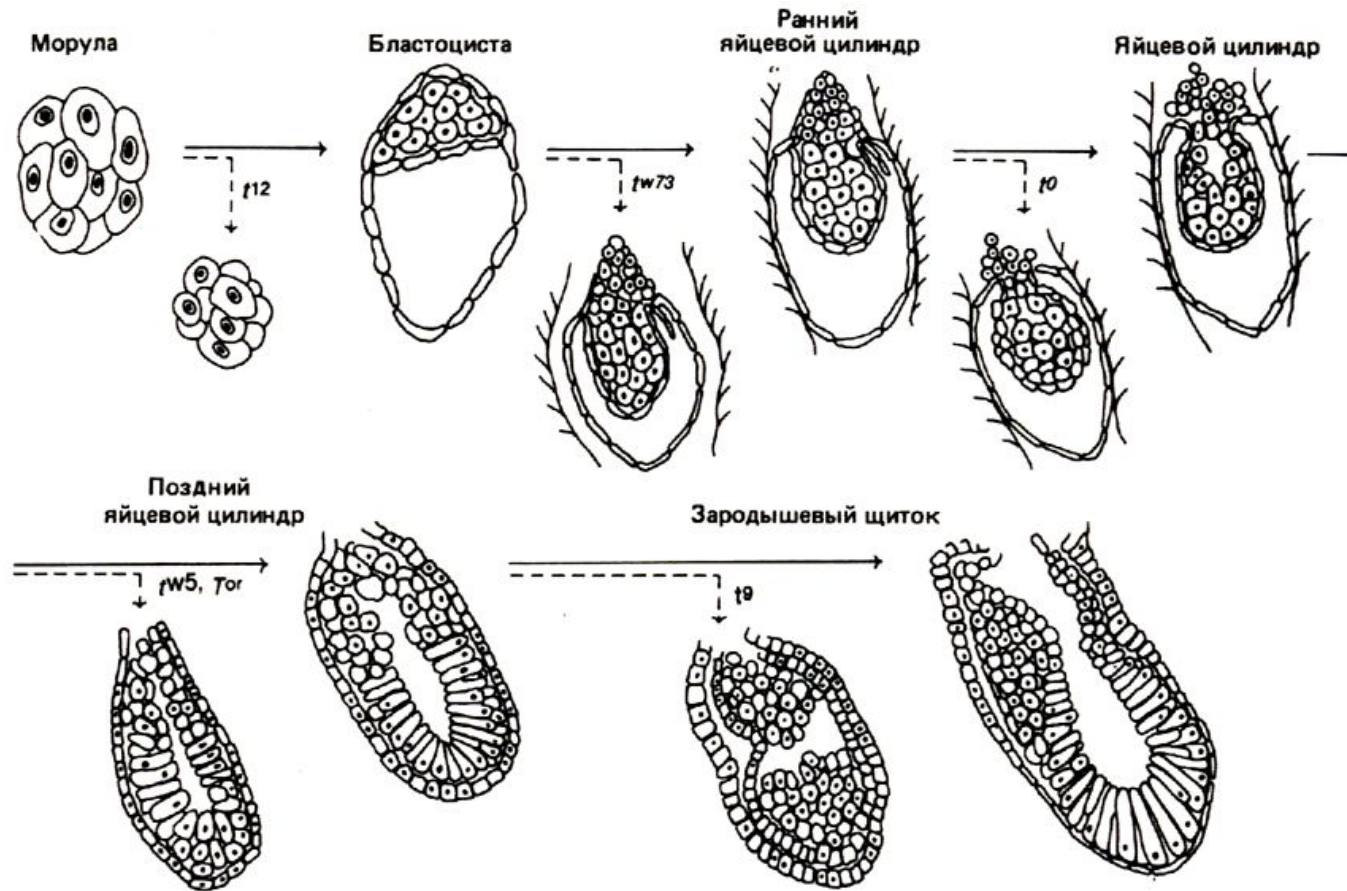 Морула
Бластоциста
Ранний
яйцевой цилиндр
Яйцевой цилиндр
t12
tw73
t0
Поздний
яйцевой цилиндр
Зародышевый щиток
tw5, Tor
t9